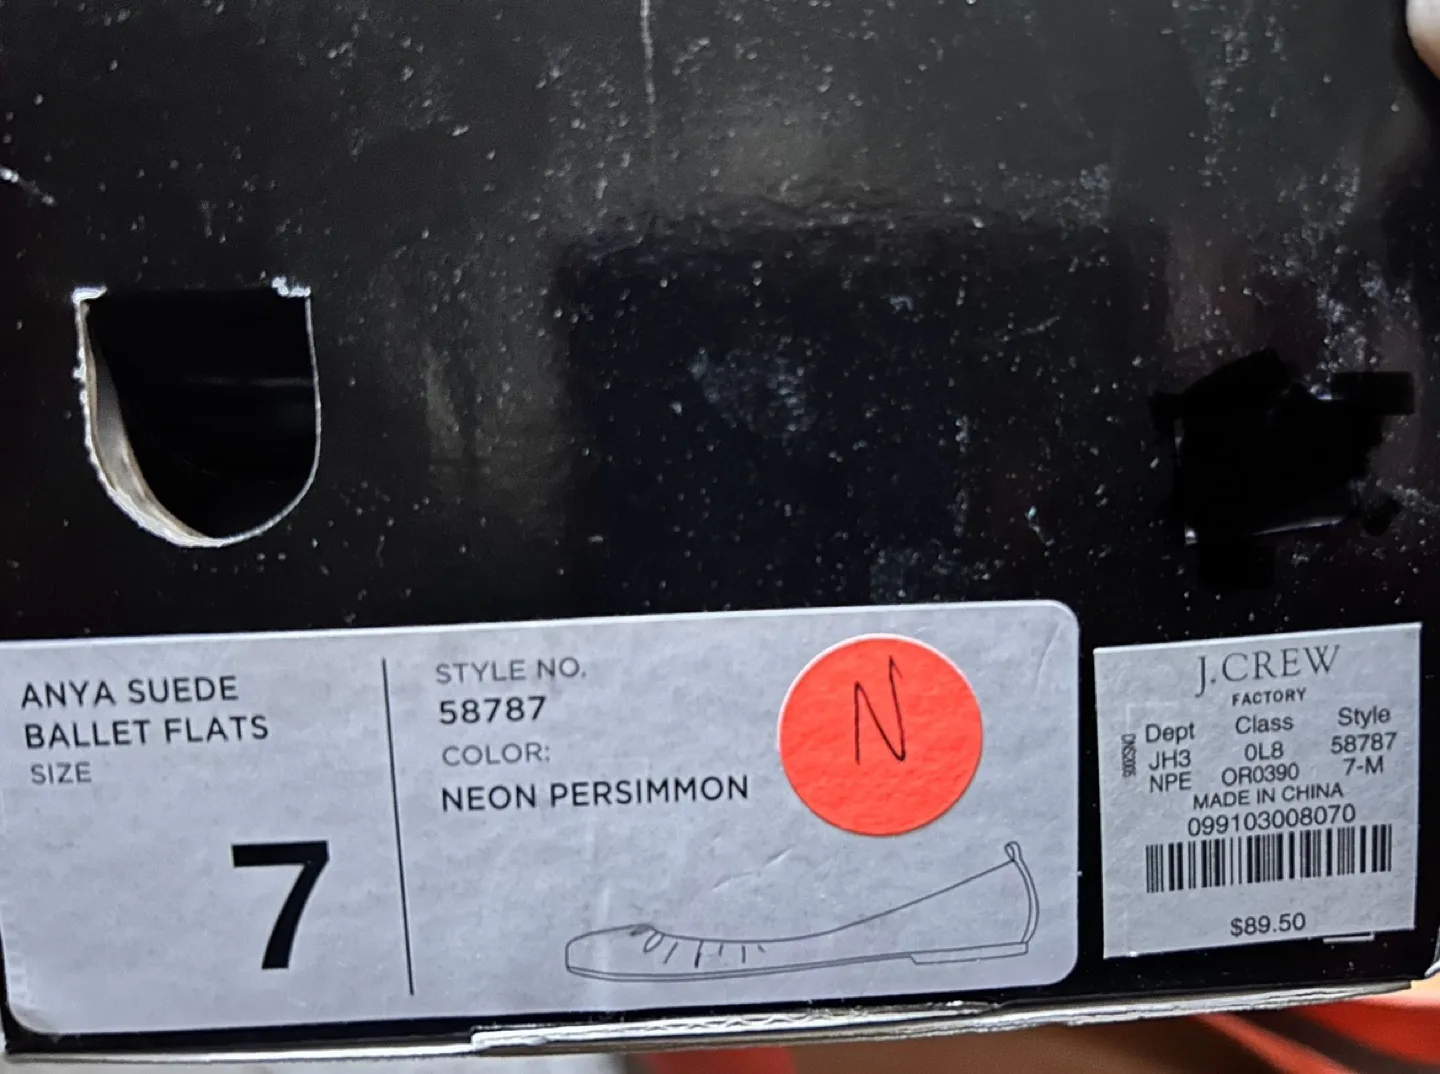 ANYA SUEDE
BALLET FLATS
SIZE
7
STYLE NO.
58787
COLOR:
NEON PERSIMMON
N
J.CREW
FACTORY
Dept Class Style
JH3 0L8 58787
NPE OR0390 7-M
MADE IN CHINA
099103008070
$89.50